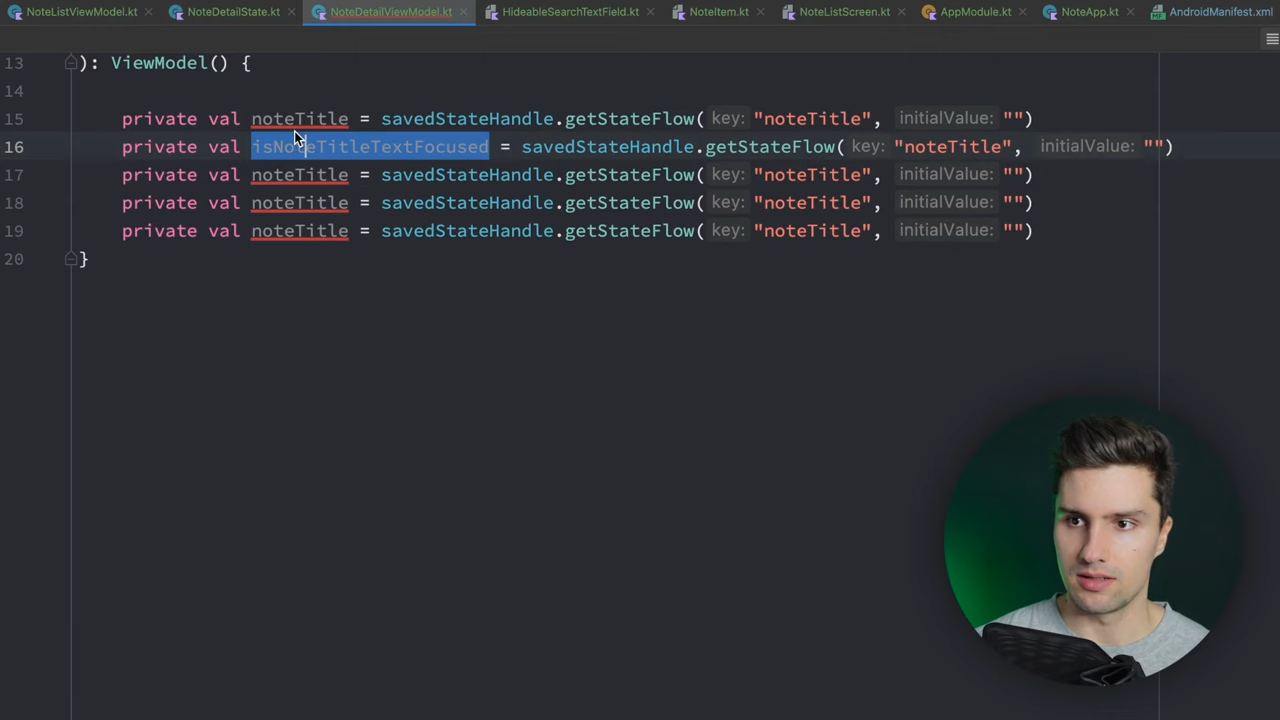 NoteListViewModel.kt NoteDetailState.kt NoteDetailViewModel.kt HideableSearchTextField.kt NoteItem.kt NoteListScreen.kt AppModule.kt NoteApp.kt AndroidManifest.xml
13 ): ViewModel() {
14
15 private val noteTitle = savedStateHandle.getStateFlow( key: "noteTitle", initialValue: "")
16 private val isNoteTitleTextFocused = savedStateHandle.getStateFlow( key: "noteTitle", initialValue: "")
17 private val noteTitle = savedStateHandle.getStateFlow( key: "noteTitle", initialValue: "")
18 private val noteTitle = savedStateHandle.getStateFlow( key: "noteTitle", initialValue: "")
19 private val noteTitle = savedStateHandle.getStateFlow( key: "noteTitle", initialValue: "")
20 }